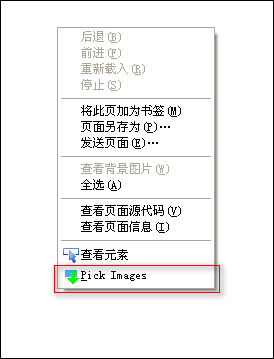 后退(B)
前进(F)
重新载入(R)
停止(S)
将此页加为书签(M)
页面另存为(P)…
发送页面(E)…
查看背景图片(W)
全选(A)
查看页面源代码(V)
查看页面信息(I)
查看元素
Pick Images